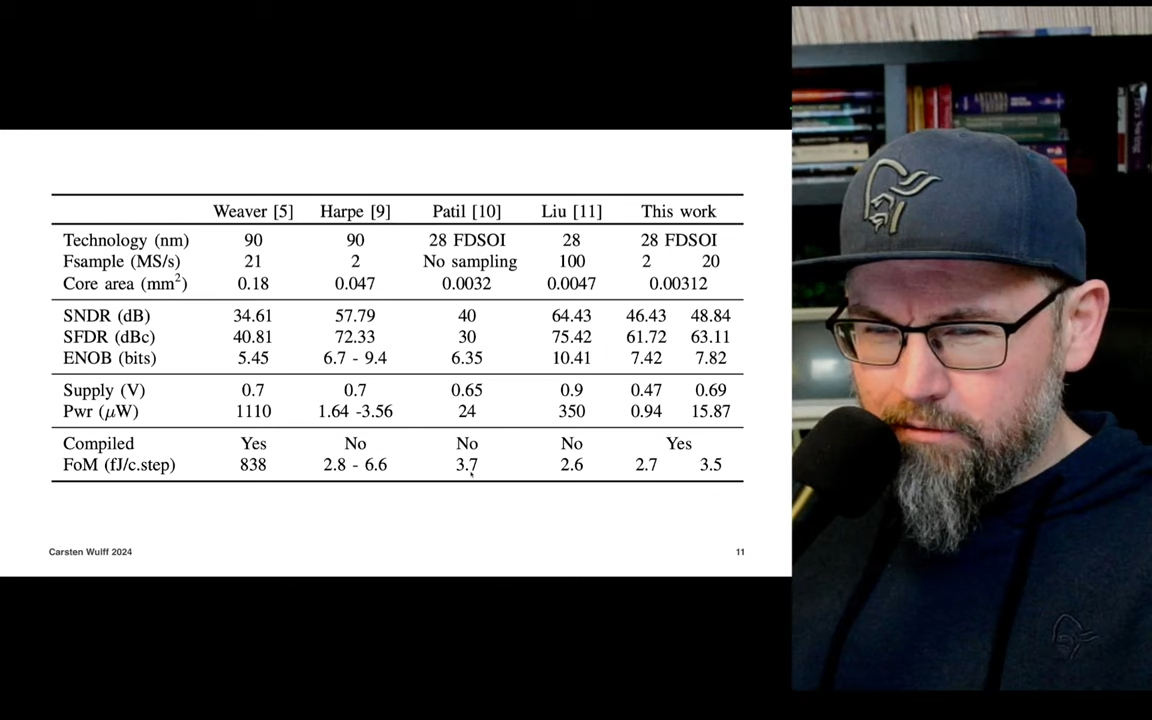 Weaver [5] Harpe [9] Patil [10] Liu [11] This work
Technology (nm) 90 90 28 FDSOI 28 28 FDSOI
Fsample (MS/s) 21 2 No sampling 100 2 20
Core area (mm²) 0.18 0.047 0.0032 0.0047 0.00312
SNDR (dB) 34.61 57.79 40 64.43 46.43 48.84
SFDR (dBc) 40.81 72.33 30 75.42 61.72 63.11
ENOB (bits) 5.45 6.7 - 9.4 6.35 10.41 7.42 7.82
Supply (V) 0.7 0.7 0.65 0.9 0.47 0.69
Pwr (μW) 1110 1.64 -3.56 24 350 0.94 15.87
Compiled Yes No No No Yes
FoM (fJ/c.step) 838 2.8 - 6.6 3.7 2.6 2.7 3.5
Carsten Wulff 2024 11